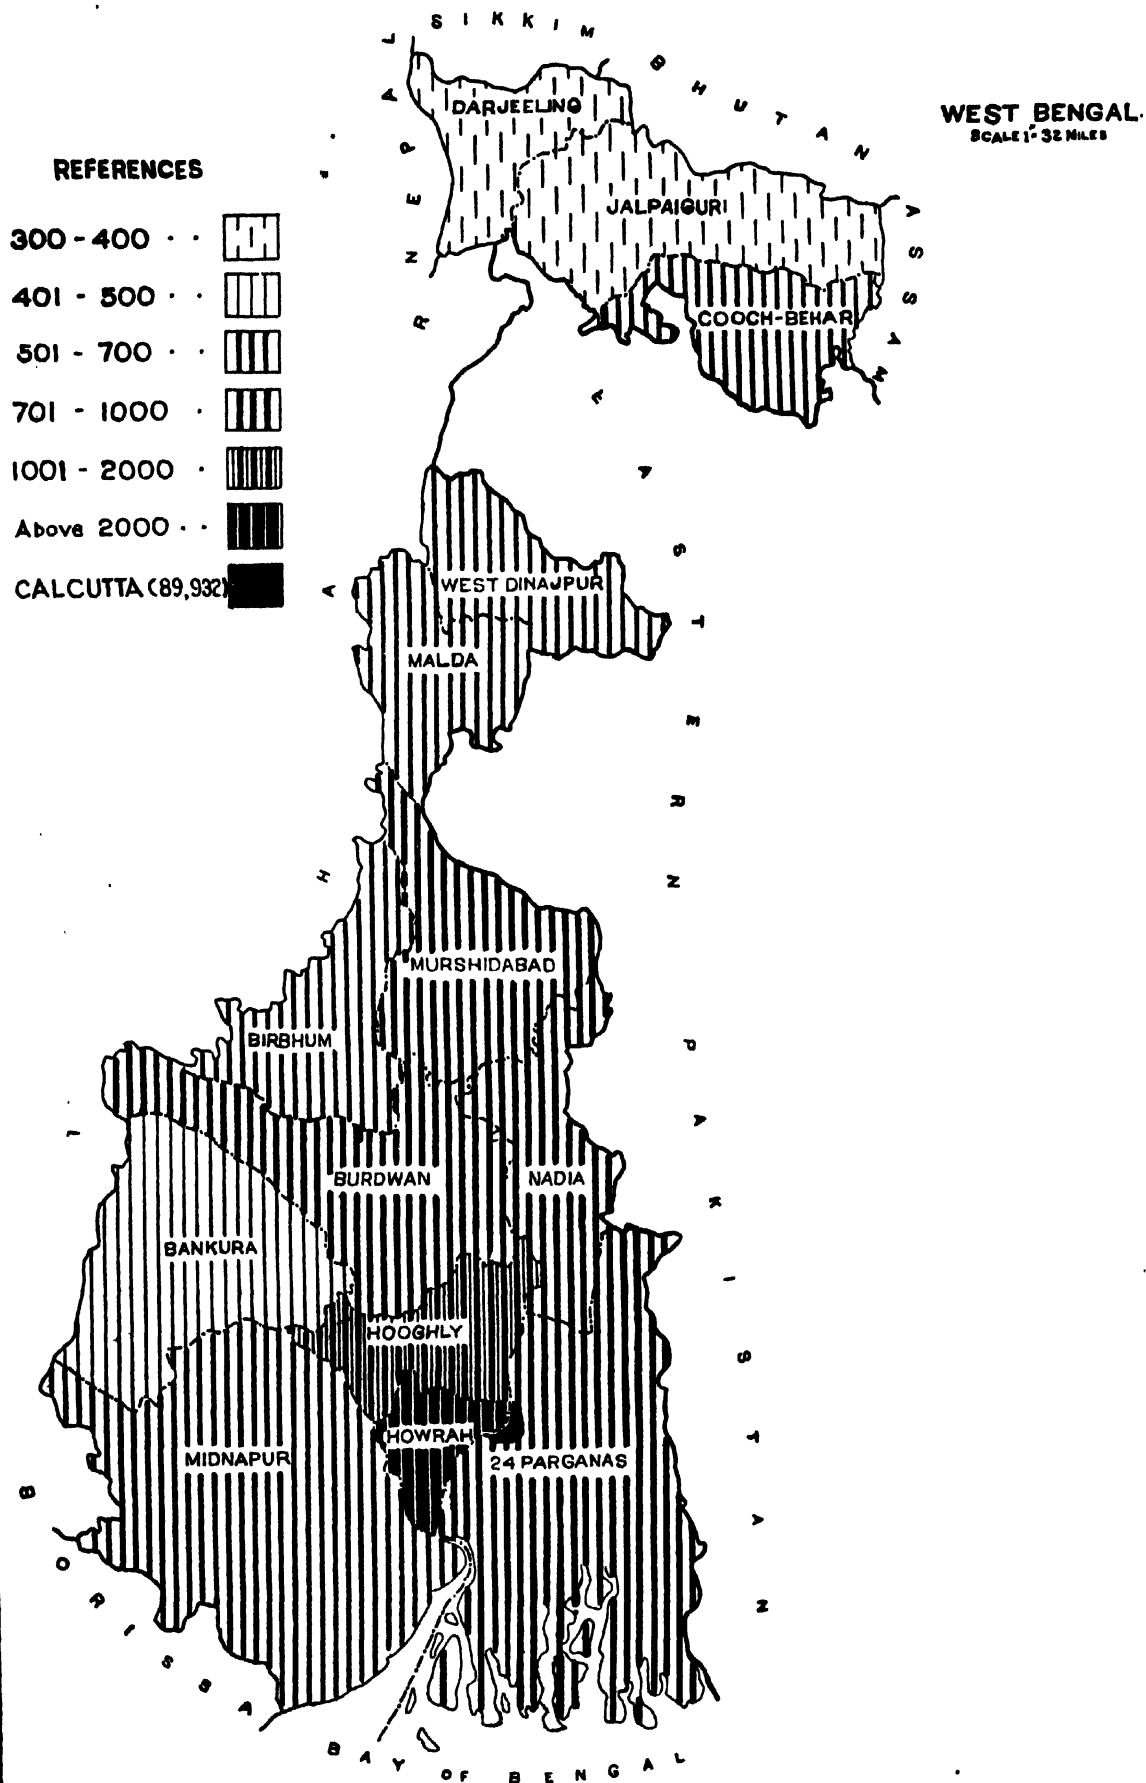 WEST BENGAL.
SCALE 1"= 32 MILES
REFERENCES
300 - 400 . .
401 - 500 . .
501 - 700 . .
701 - 1000 .
1001 - 2000 .
Above 2000 . .
CALCUTTA (89,932)
SIKKIM
BHUTAN
NEPAL
ASSAM
DARJEELING
JALPAIGURI
COOCH-BEHAR
WEST DINAJPUR
MALDA
MURSHIDABAD
BIRBHUM
BURDWAN
NADIA
BANKURA
HOOGHLY
HOWRAH
MIDNAPUR
24 PARGANAS
BIHAR
EASTERN PAKISTAN
ORISSA
BAY OF BENGAL